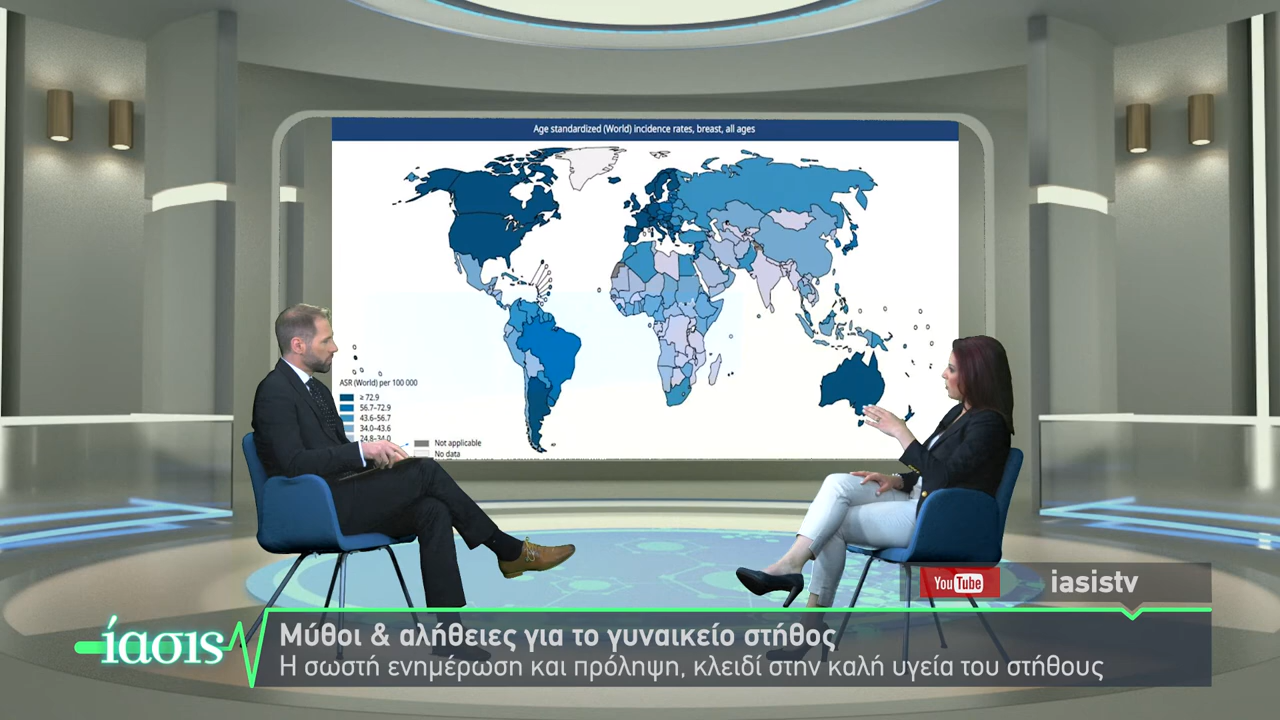 Age standardized (World) incidence rates, breast, all ages
ASR (World) per 100 000
≥ 72.9
56.7–72.9
43.6–56.7
34.0–43.6
24.8–34.0
Not applicable
No data
YouTube
iasistv
ίασις
Μύθοι & αλήθειες για το γυναικείο στήθος
Η σωστή ενημέρωση και πρόληψη, κλειδί στην καλή υγεία του στήθους